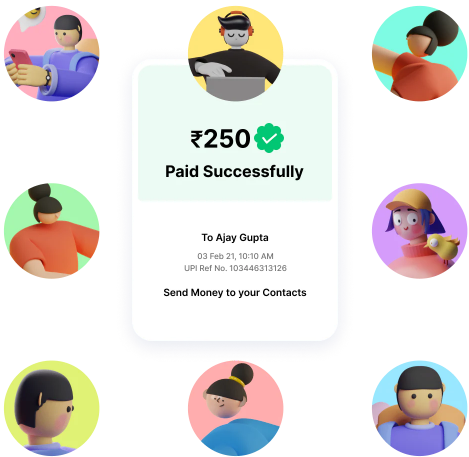 ₹250
Paid Successfully
To Ajay Gupta
03 Feb 21, 10:10 AM
UPI Ref No. 103446313126
Send Money to your Contacts